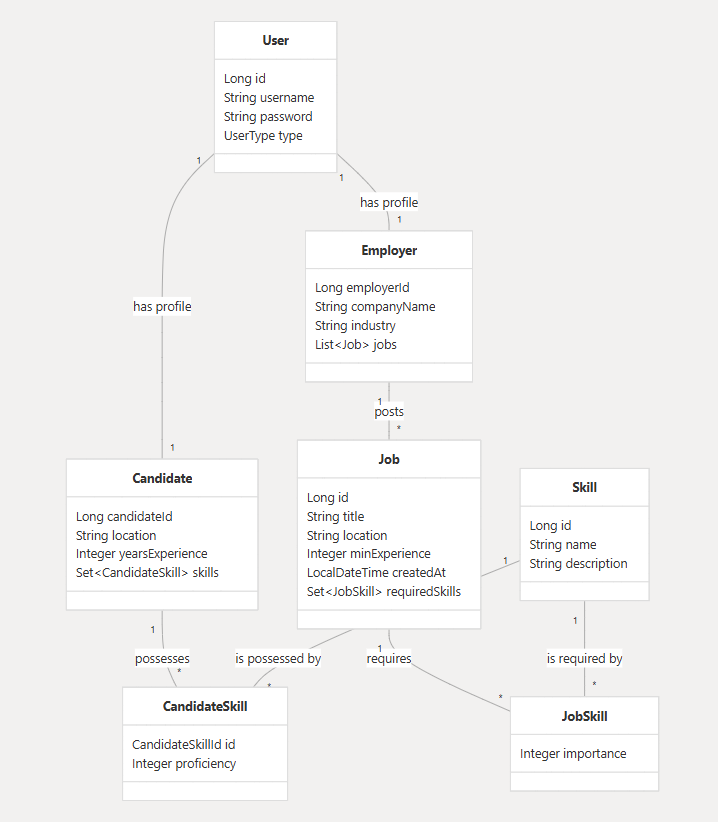 User
Long id
String username
String password
UserType type
1
1
has profile
1
Employer
Long employerId
String companyName
String industry
List<Job> jobs
has profile
1
posts
*
1
Candidate
Long candidateId
String location
Integer yearsExperience
Set<CandidateSkill> skills
Job
Long id
String title
String location
Integer minExperience
LocalDateTime createdAt
Set<JobSkill> requiredSkills
Skill
Long id
String name
String description
1
1
1
1
possesses
is possessed by
requires
is required by
*
*
*
*
CandidateSkill
CandidateSkillId id
Integer proficiency
JobSkill
Integer importance